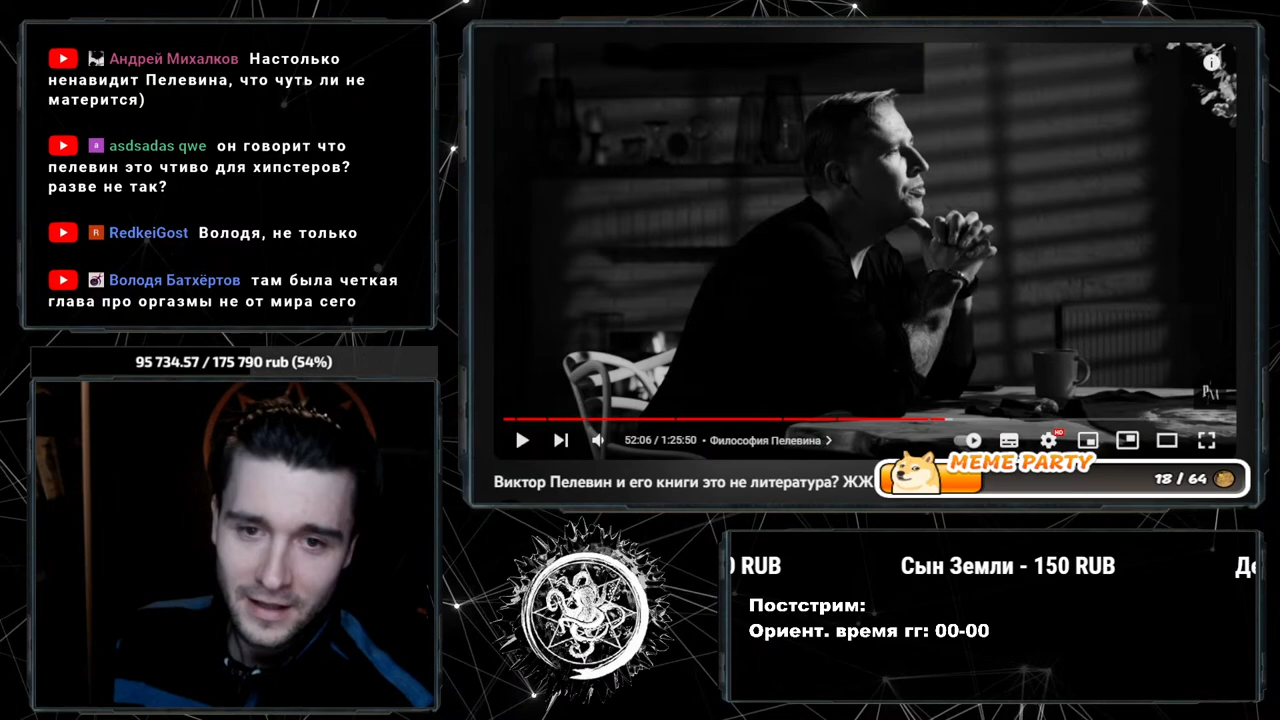 Андрей Михалков Настолько
ненавидит Пелевина, что чуть ли не
матерится)
a asdsadas qwe он говорит что
пелевин это чтиво для хипстеров?
разве не так?
R RedkeiGost Володя, не только
Володя Батхёртов там была четкая
глава про оргазмы не от мира сего
95 734.57 / 175 790 rub (54%)
i
52:06 / 1:25:50 • Философия Пелевина
HD
Виктор Пелевин и его книги это не литература? ЖЖ
MEME PARTY
18 / 64
RUB
Сын Земли - 150 RUB
Постстрим:
Ориент. время гг: 00-00